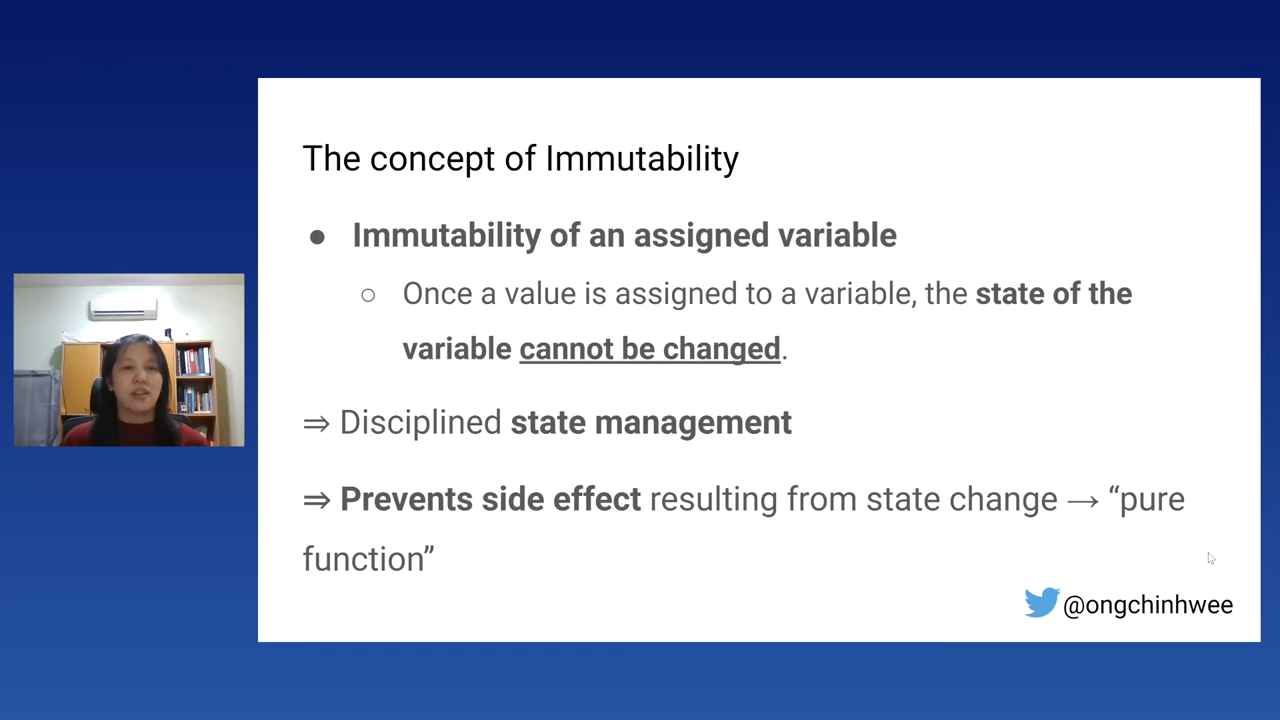 The concept of Immutability
● Immutability of an assigned variable
○ Once a value is assigned to a variable, the state of the
variable cannot be changed.
⇒ Disciplined state management
⇒ Prevents side effect resulting from state change → “pure
function”
@ongchinhwee